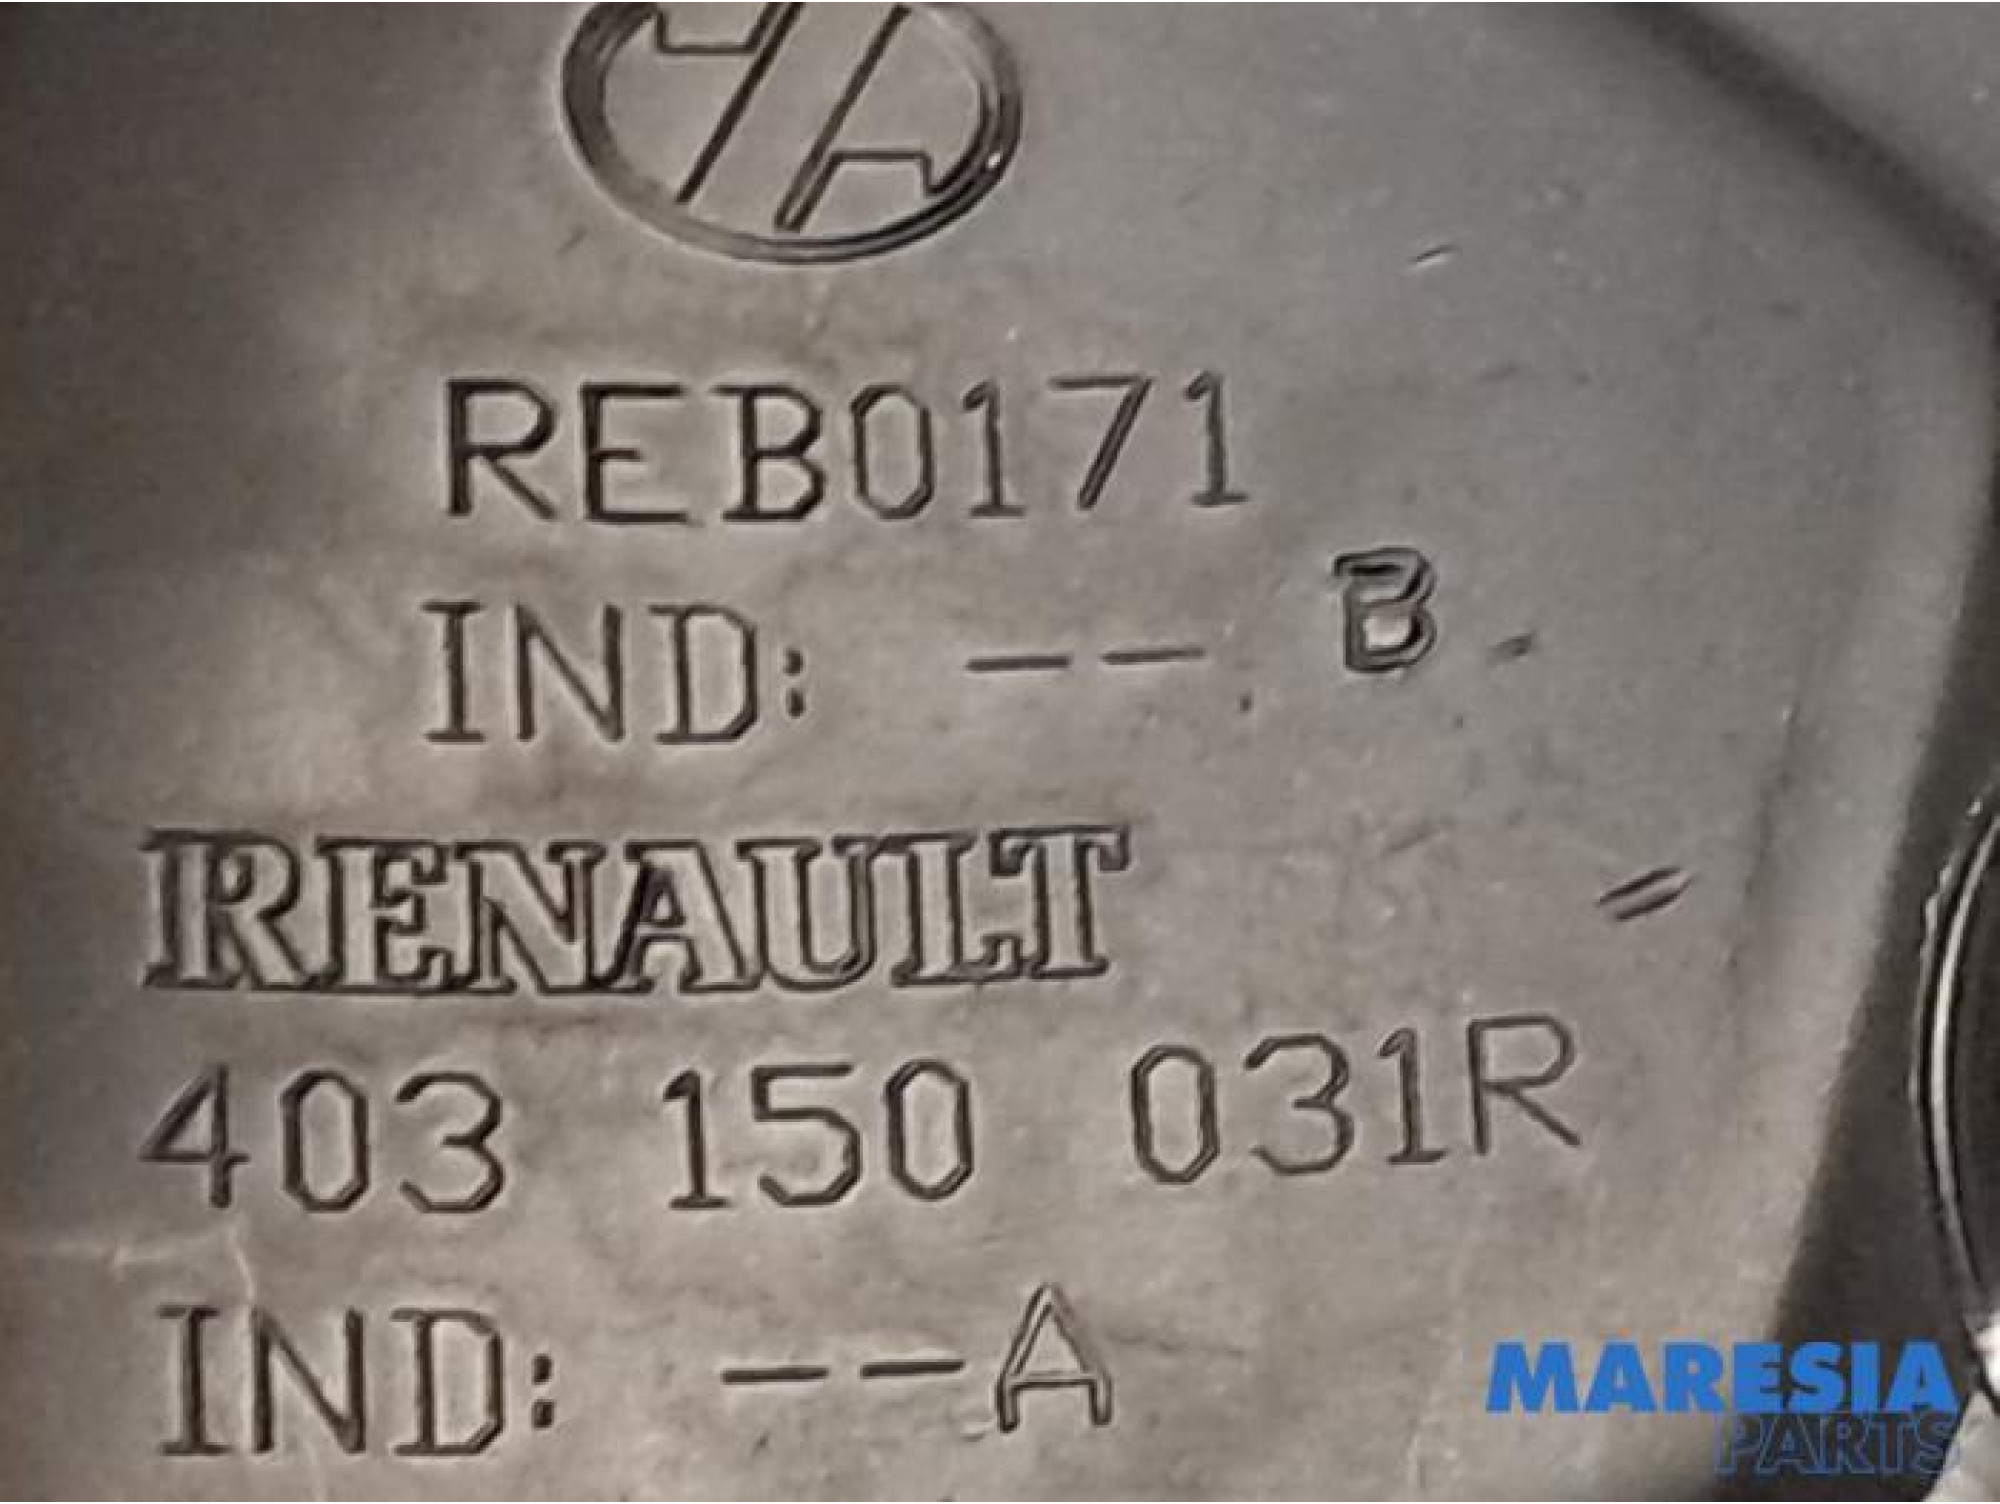 REB0171
IND: -- B
RENAULT
403 150 031R
IND: --A
MARESIA
PARTS